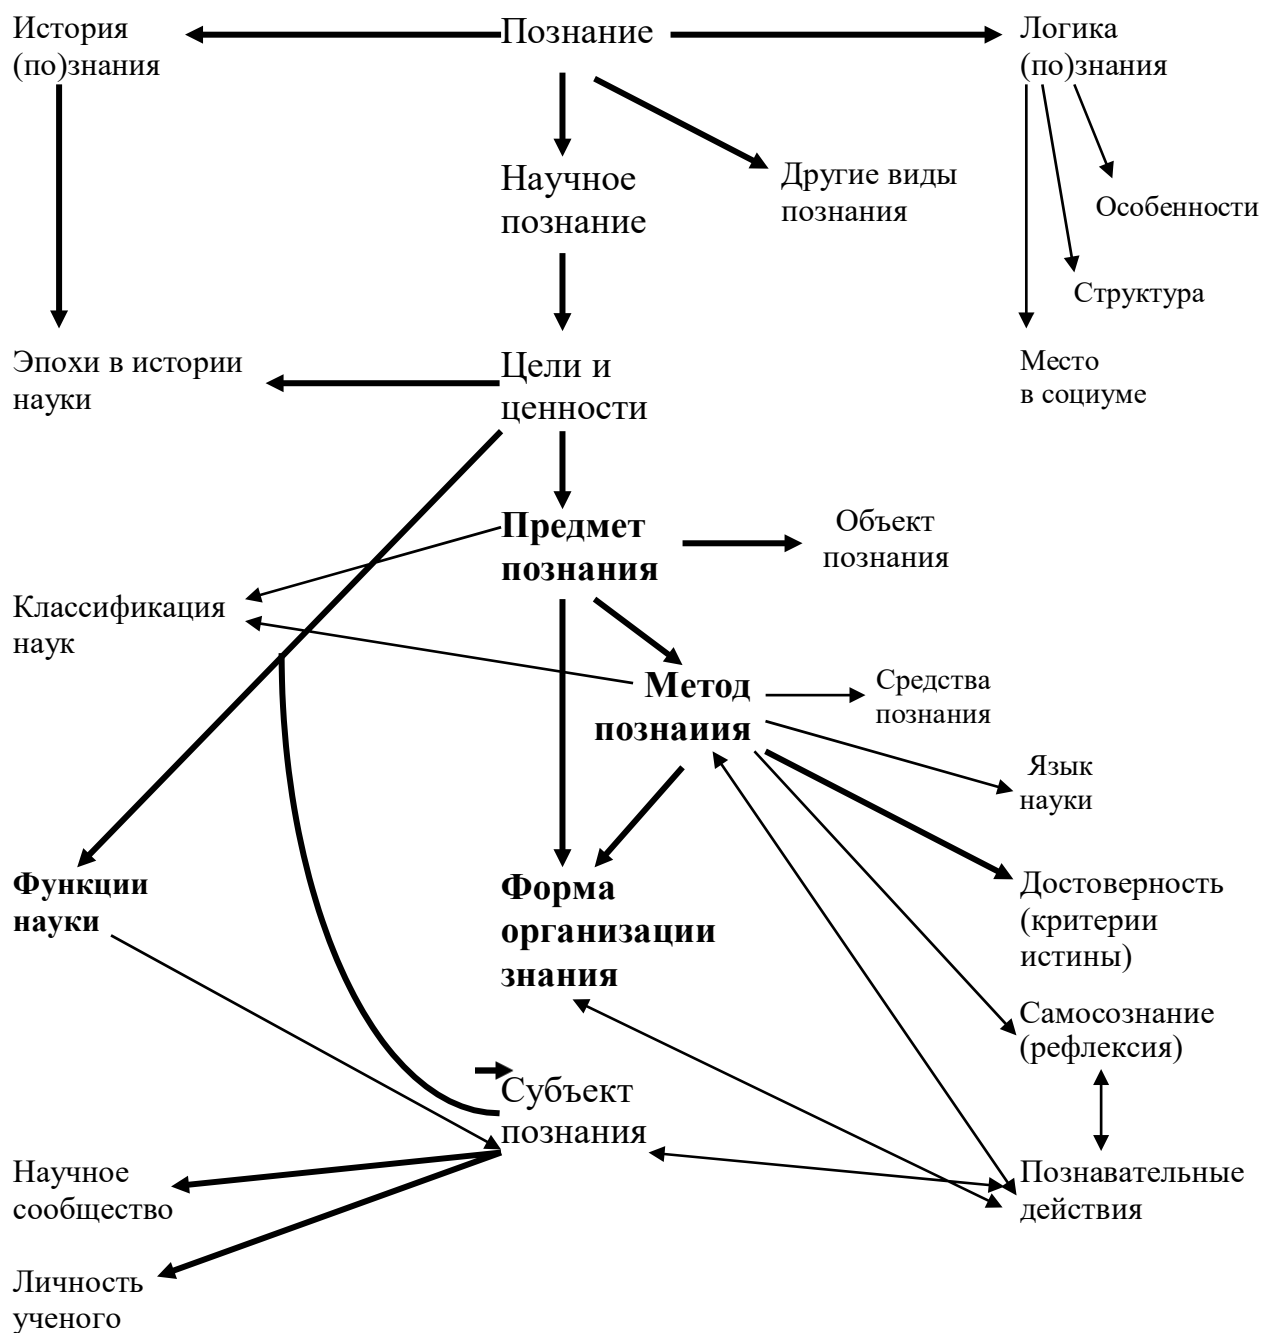 История
(по)знания
Познание
Логика
(по)знания
Научное
познание
Другие виды
познания
Особенности
Структура
Эпохи в истории
науки
Цели и
ценности
Место
в социуме
Предмет
познания
Объект
познания
Классификация
наук
Метод
познаиия
Средства
познания
Язык
науки
Функции
науки
Форма
организации
знания
Достоверность
(критерии
истины)
Самосознание
(рефлексия)
Субъект
познания
Научное
сообщество
Познавательные
действия
Личность
ученого